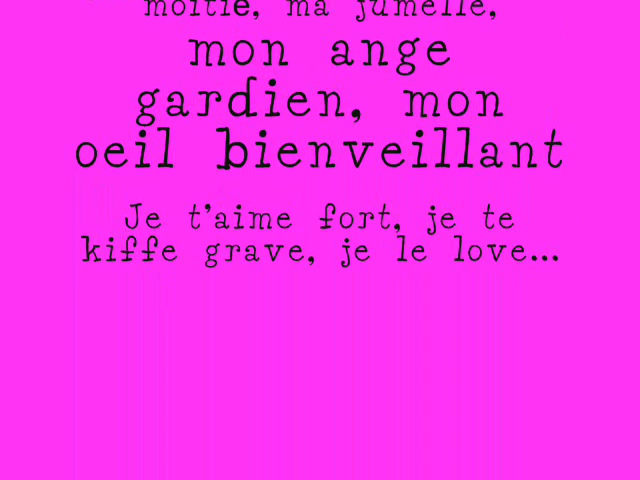 moitié, ma jumelle,
mon ange
gardien, mon
oeil bienveillant
Je t'aime fort, je te
kiffe grave, je le love...